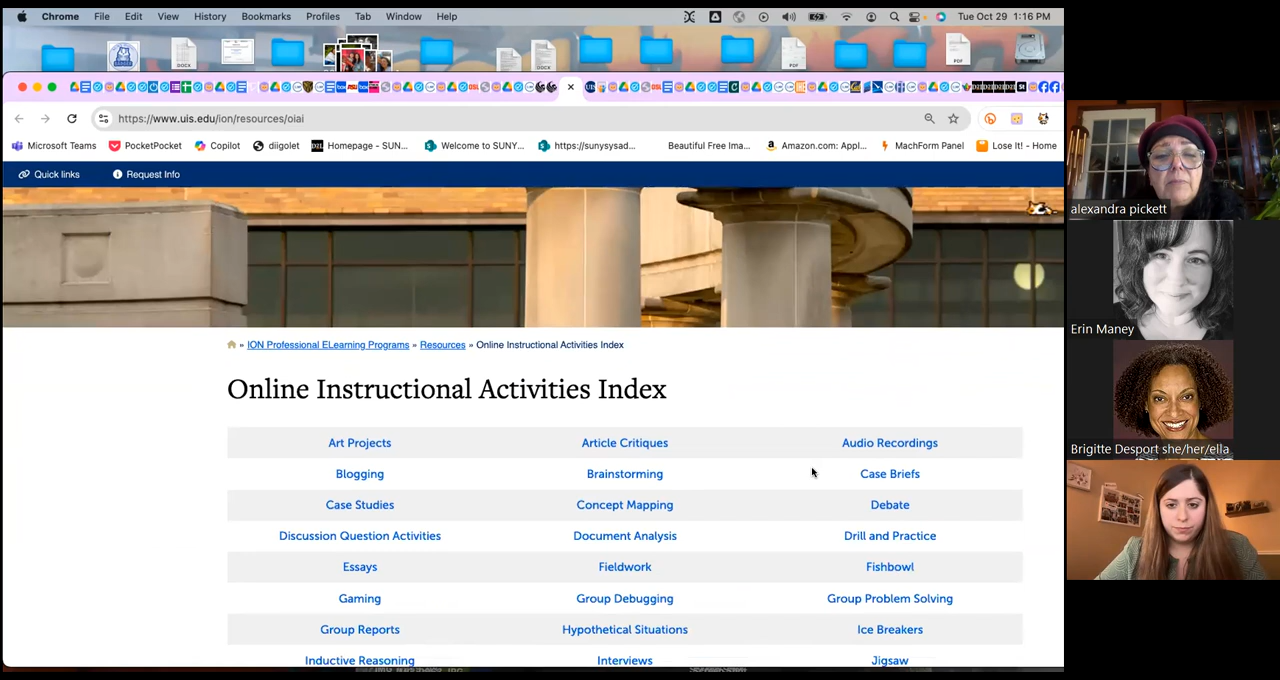 Chrome File Edit View History Bookmarks Profiles Tab Window Help Tue Oct 29 1:16 PM
DOCX DOCX PDF PDF
https://www.uis.edu/ion/resources/oiai
Microsoft Teams PocketPocket Copilot diigolet Homepage - SUN... Welcome to SUNY... https://sunysysad... Beautiful Free Ima... Amazon.com: Appl... MachForm Panel Lose It! - Home
Quick links Request Info
» ION Professional ELearning Programs » Resources » Online Instructional Activities Index
Online Instructional Activities Index
Art Projects Article Critiques Audio Recordings
Blogging Brainstorming Case Briefs
Case Studies Concept Mapping Debate
Discussion Question Activities Document Analysis Drill and Practice
Essays Fieldwork Fishbowl
Gaming Group Debugging Group Problem Solving
Group Reports Hypothetical Situations Ice Breakers
Inductive Reasoning Interviews Jigsaw
alexandra pickett
Erin Maney
Brigitte Desport she/her/ella